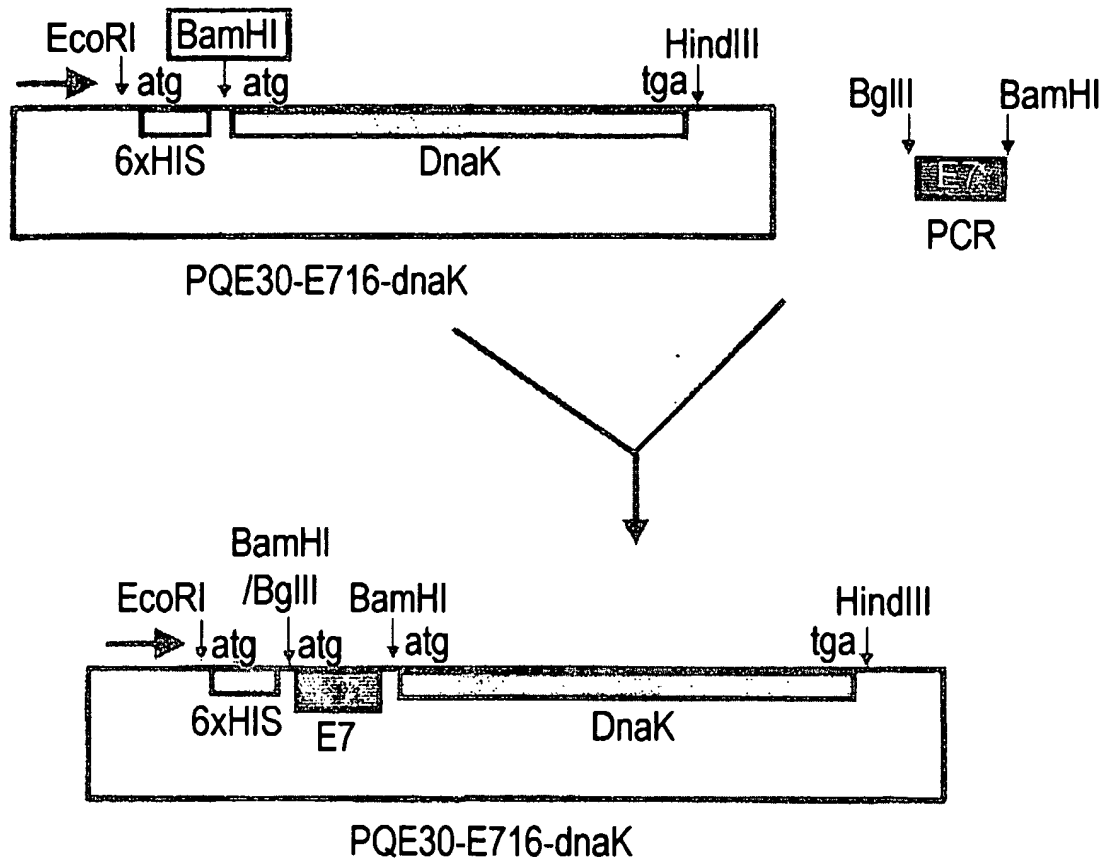 EcoRI
BamHI
HindIII
atg
atg
tga
6xHIS
DnaK
PQE30-E716-dnaK
BglII
BamHI
E7
PCR
BamHI
EcoRI
/BglII
BamHI
HindIII
atg
atg
atg
tga
6xHIS
E7
DnaK
PQE30-E716-dnaK